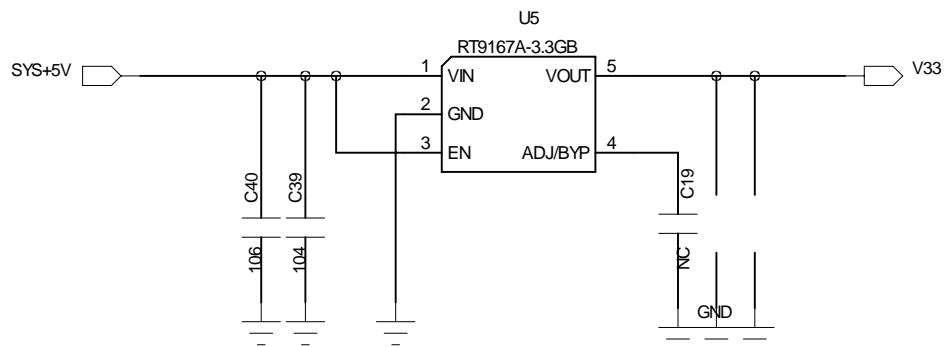 U5
RT9167A-3.3GB
SYS+5V
1
VIN
VOUT
5
V33
2
GND
3
EN
ADJ/BYP
4
C40
C39
C19
106
104
NC
GND